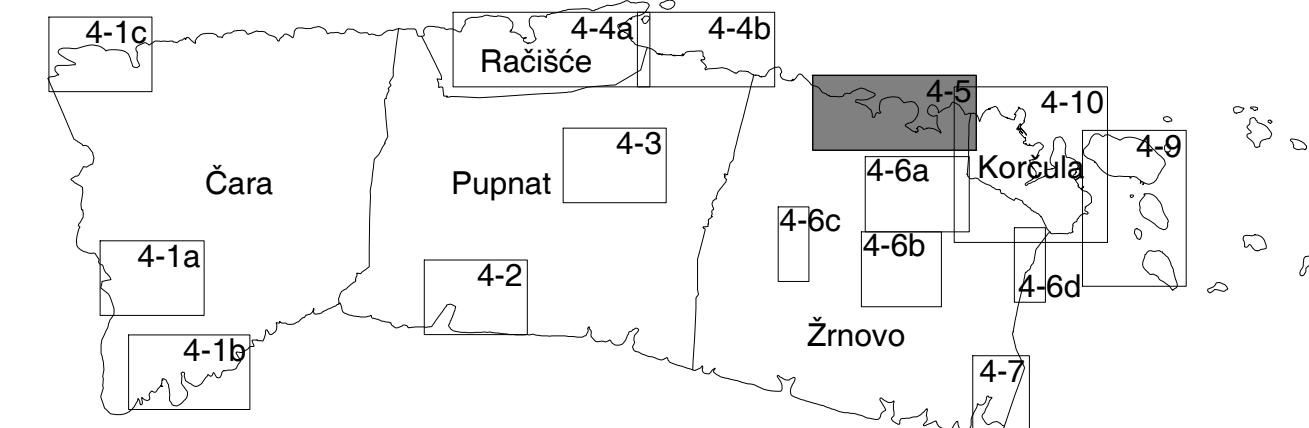 4-1c
4-4a
4-4b
Račišće
4-5
4-10
4-3
4-9
Korčula
4-6a
Čara
Pupnat
4-6c
4-6b
4-1a
4-2
4-6d
Žrnovo
4-1b
4-7